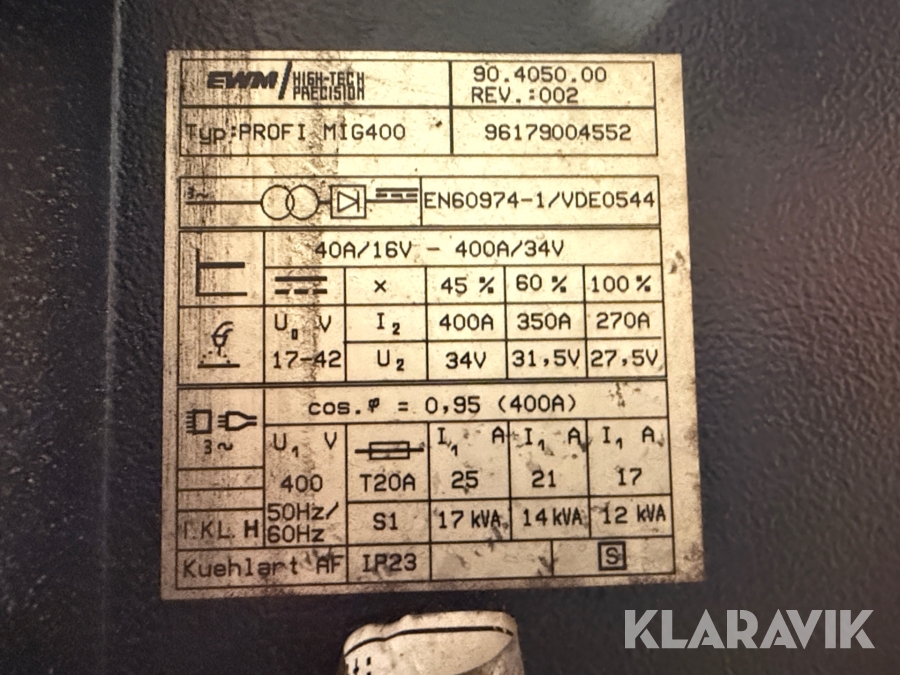 EWM HIGH-TECH PRECISION
90.4050.00
REV.:002
Typ:PROFI MIG400
96179004552
3~
EN60974-1/VDE0544
40A/16V - 400A/34V
X 45 % 60 % 100 %
U₀ V I₂ 400A 350A 270A
17-42 U₂ 34V 31,5V 27,5V
cos.φ = 0,95 (400A)
3~ U₁ V I₁ A I₁ A I₁ A
400 T20A 25 21 17
I.KL. H 50Hz/60Hz S1 17 kVA 14 kVA 12 kVA
Kuehlart AF IP23 S
KLARAVIK